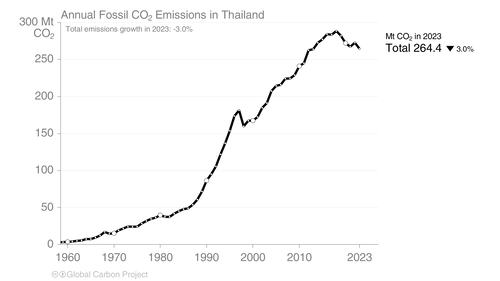 Annual Fossil CO₂ Emissions in Thailand
300 Mt
CO₂
Total emissions growth in 2023: -3.0%
Mt CO₂ in 2023
Total 264.4 ▼ 3.0%
250
200
150
100
50
0
1960 1970 1980 1990 2000 2010 2023
Global Carbon Project